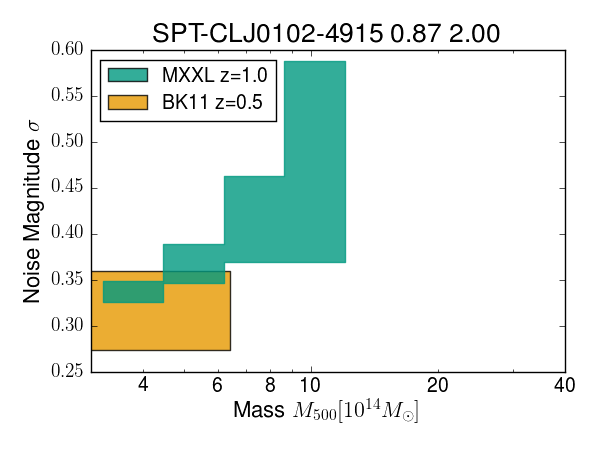 SPT-CLJ0102-4915 0.87 2.00
MXXL z=1.0
BK11 z=0.5
Noise Magnitude σ
0.60
0.55
0.50
0.45
0.40
0.35
0.30
0.25
4 6 8 10 20 40
Mass M₅₀₀[10¹⁴M⊙]